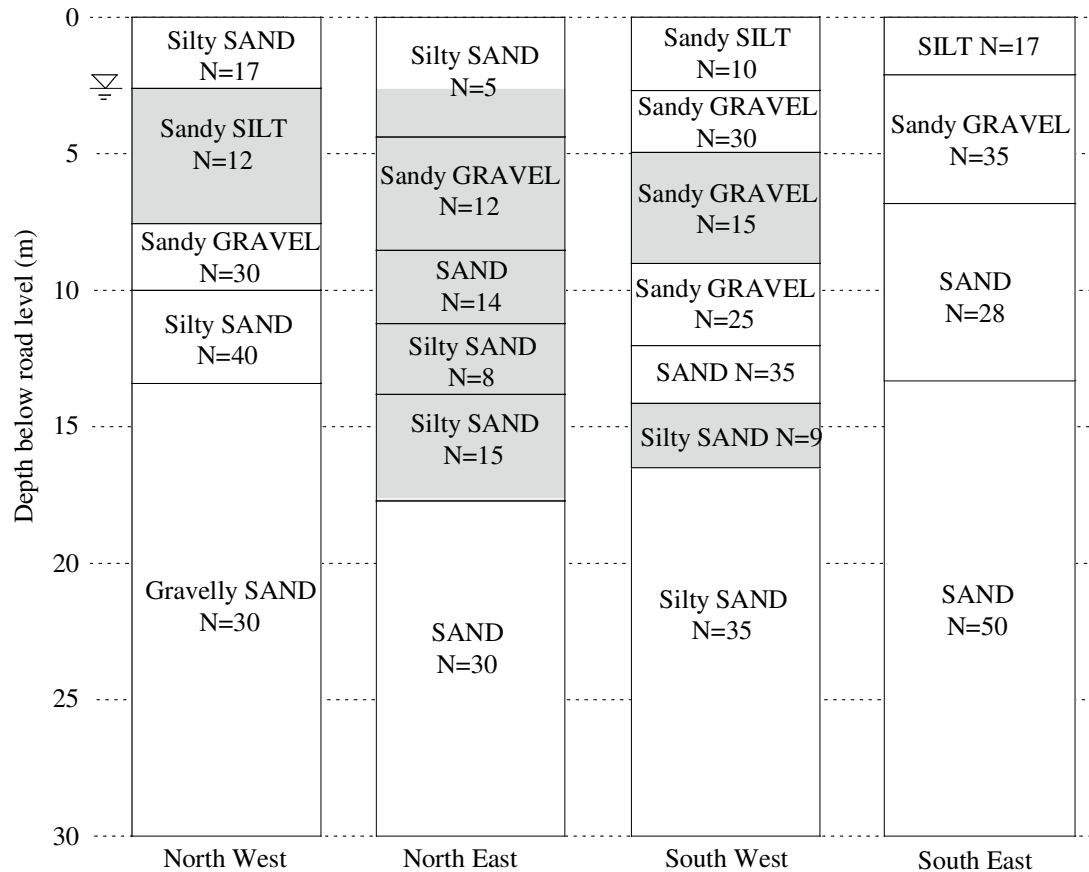 0
5
10
15
20
25
30
Depth below road level (m)
Silty SAND
N=17
Sandy SILT
N=12
Sandy GRAVEL
N=30
Silty SAND
N=40
Gravelly SAND
N=30
North West
Silty SAND
N=5
Sandy GRAVEL
N=12
SAND
N=14
Silty SAND
N=8
Silty SAND
N=15
SAND
N=30
North East
Sandy SILT
N=10
Sandy GRAVEL
N=30
Sandy GRAVEL
N=15
Sandy GRAVEL
N=25
SAND N=35
Silty SAND N=9
Silty SAND
N=35
South West
SILT N=17
Sandy GRAVEL
N=35
SAND
N=28
SAND
N=50
South East